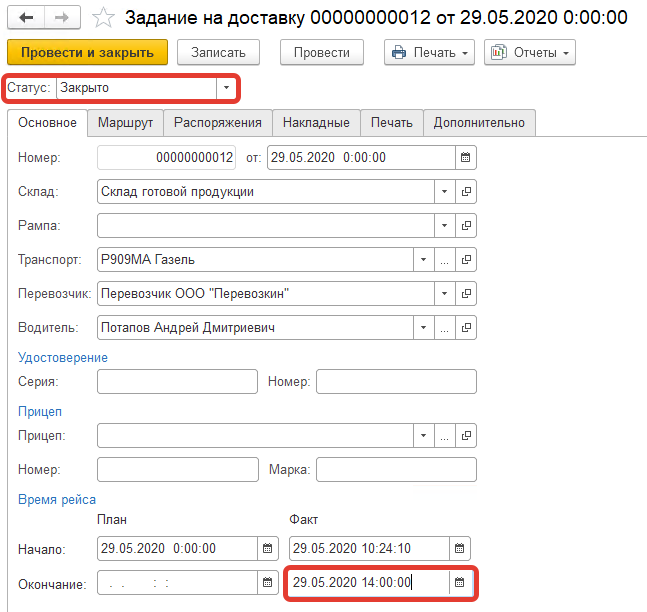 Задание на доставку 00000000012 от 29.05.2020 0:00:00
Провести и закрыть Записать Провести Печать Отчеты
Статус: Закрыто
Основное Маршрут Распоряжения Накладные Печать Дополнительно
Номер: 00000000012 от: 29.05.2020 0:00:00
Склад: Склад готовой продукции
Рампа:
Транспорт: Р909МА Газель ...
Перевозчик: Перевозчик ООО "Перевозкин"
Водитель: Потапов Андрей Дмитриевич ...
Удостоверение
Серия: Номер:
Прицеп
Прицеп: ...
Номер: Марка:
Время рейса
План Факт
Начало: 29.05.2020 0:00:00 29.05.2020 10:24:10
Окончание: . . : : 29.05.2020 14:00:00